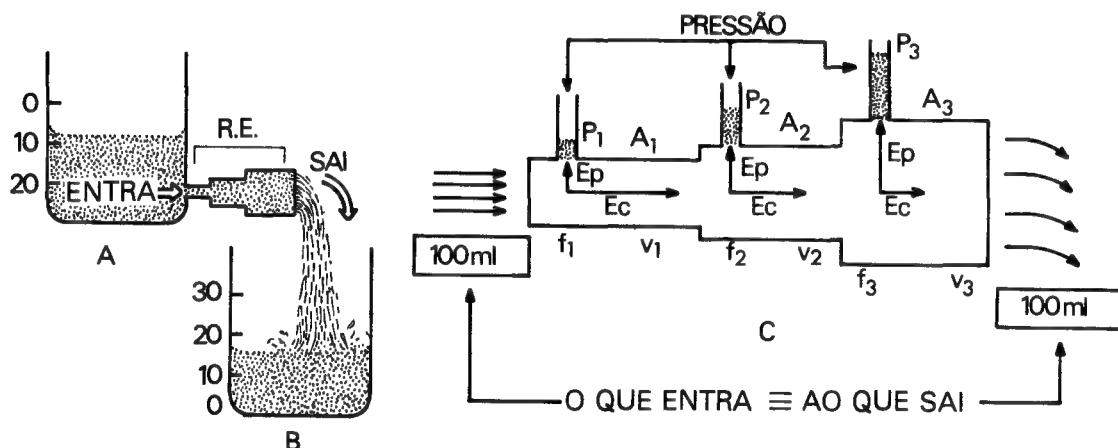 0
10
20
R.E.
ENTRA
SAI
A
30
20
10
0
B
PRESSÃO
P1
P2
P3
A1
A2
A3
Ep
Ec
Ep
Ec
Ep
Ec
100ml
f1
v1
f2
v2
f3
v3
100ml
C
O QUE ENTRA ≡ AO QUE SAI